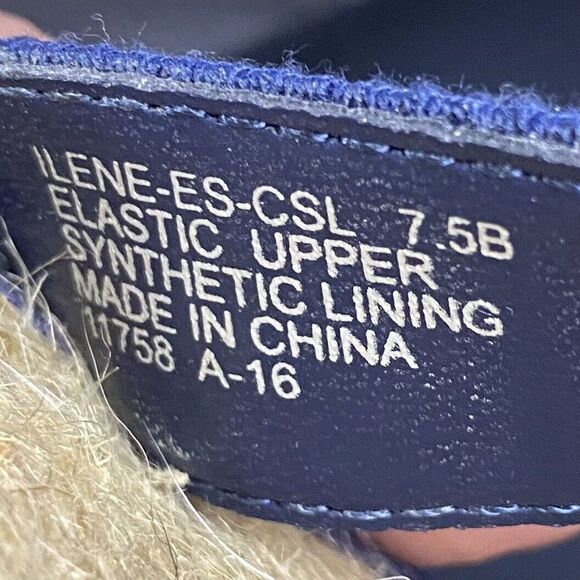 ILENE-ES-CSL 7.5B
ELASTIC UPPER
SYNTHETIC LINING
MADE IN CHINA
11758 A-16